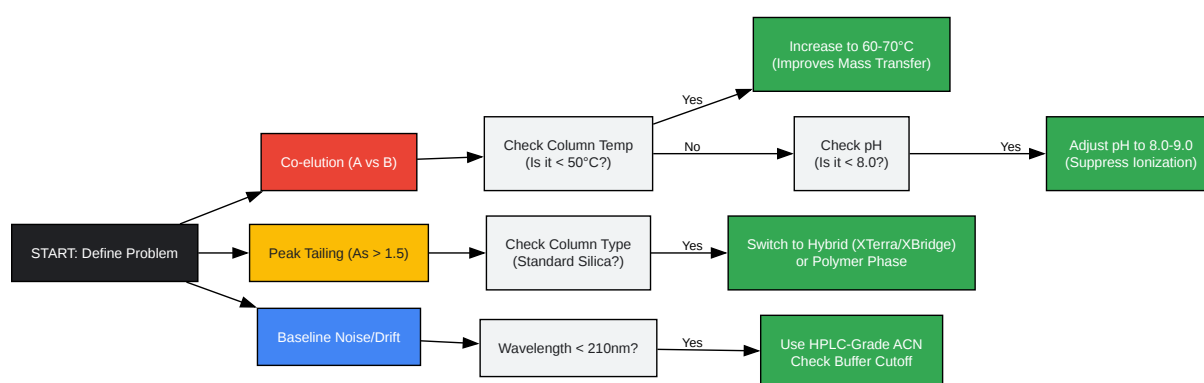 START: Define Problem
Co-elution (A vs B)
Check Column Temp
(Is it < 50°C?)
Yes
Increase to 60-70°C
(Improves Mass Transfer)
No
Check pH
(Is it < 8.0?)
Yes
Adjust pH to 8.0-9.0
(Suppress Ionization)
Peak Tailing (As > 1.5)
Check Column Type
(Standard Silica?)
Yes
Switch to Hybrid (XTerra/XBridge)
or Polymer Phase
Baseline Noise/Drift
Wavelength < 210nm?
Yes
Use HPLC-Grade ACN
Check Buffer Cutoff